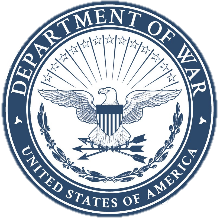 DEPARTMENT OF WAR
UNITED STATES OF AMERICA